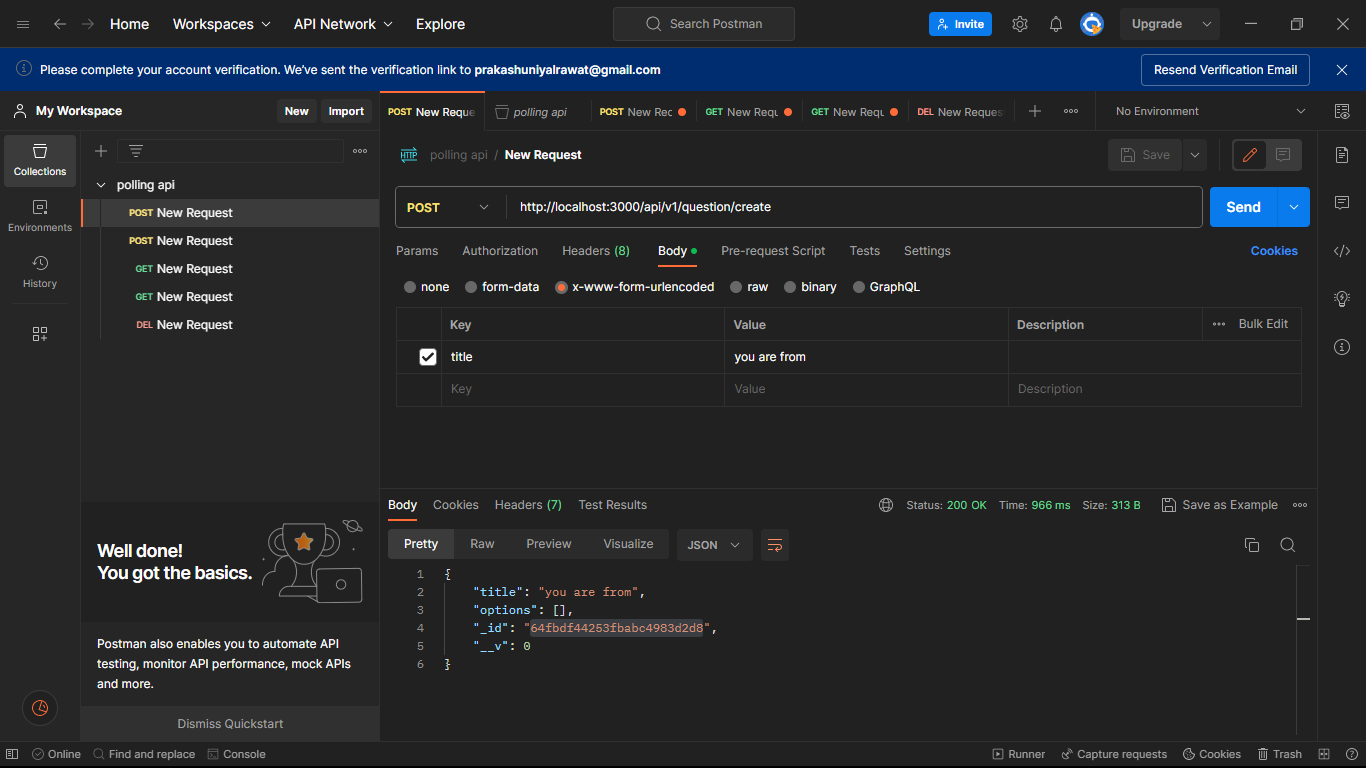 Home Workspaces API Network Explore Search Postman Invite Upgrade
Please complete your account verification. We've sent the verification link to prakashuniyalrawat@gmail.com Resend Verification Email
My Workspace New Import
POST New Reque polling api POST New Rec GET New Requ GET New Requ DEL New Reques No Environment
Collections
Environments
History
polling api
POST New Request
POST New Request
GET New Request
GET New Request
DEL New Request
HTTP polling api / New Request Save
POST http://localhost:3000/api/v1/question/create Send
Params Authorization Headers (8) Body Pre-request Script Tests Settings Cookies
none form-data x-www-form-urlencoded raw binary GraphQL
Key Value Description Bulk Edit
title you are from
Key Value Description
Body Cookies Headers (7) Test Results Status: 200 OK Time: 966 ms Size: 313 B Save as Example
Pretty Raw Preview Visualize JSON
1 {
2 "title": "you are from",
3 "options": [],
4 "_id": "64fbdf44253fbabc4983d2d8",
5 "__v": 0
6 }
Well done!
You got the basics.
Postman also enables you to automate API
testing, monitor API performance, mock APIs
and more.
Dismiss Quickstart
Online Find and replace Console Runner Capture requests Cookies Trash